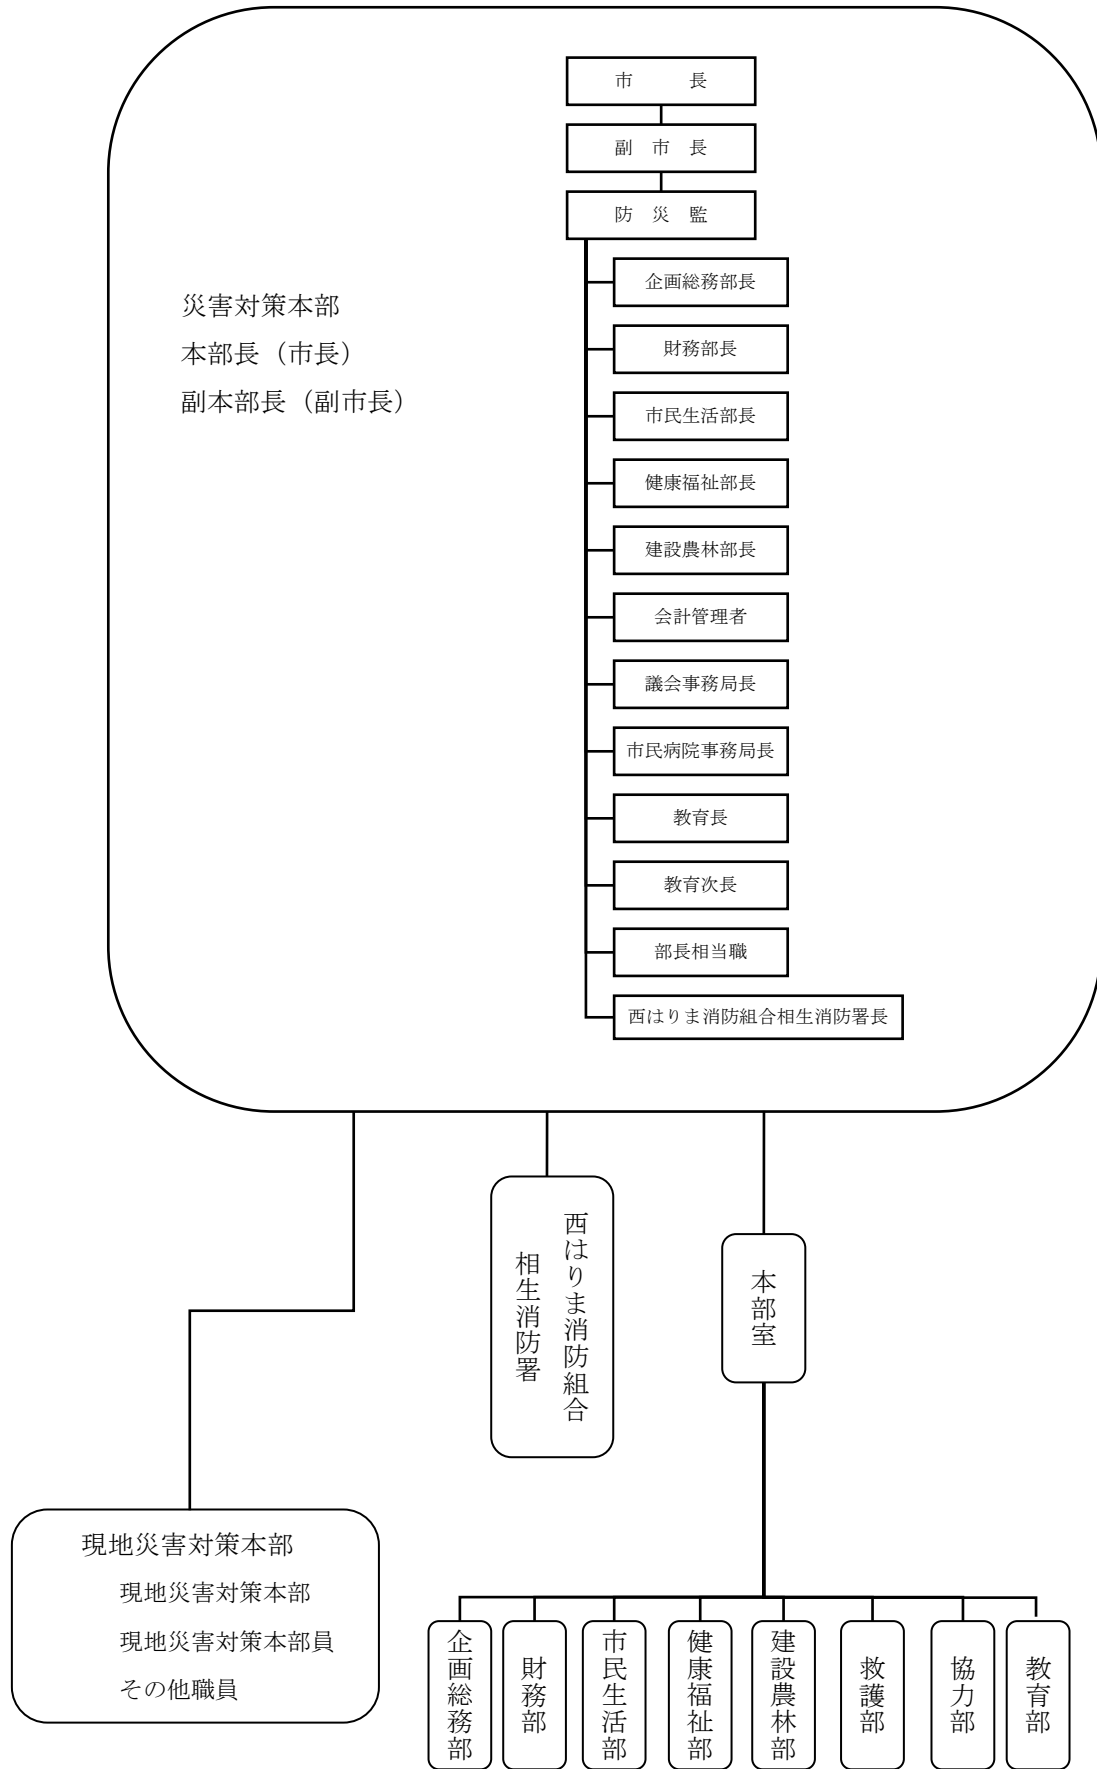 市　　　長
副　市　長
防　災　監
災害対策本部
本部長（市長）
副本部長（副市長）
企画総務部長
財務部長
市民生活部長
健康福祉部長
建設農林部長
会計管理者
議会事務局長
市民病院事務局長
教育長
教育次長
部長相当職
西はりま消防組合相生消防署長
西はりま消防組合
相生消防署
本部室
現地災害対策本部
現地災害対策本部
現地災害対策本部員
その他職員
企画総務部
財務部
市民生活部
健康福祉部
建設農林部
救護部
協力部
教育部